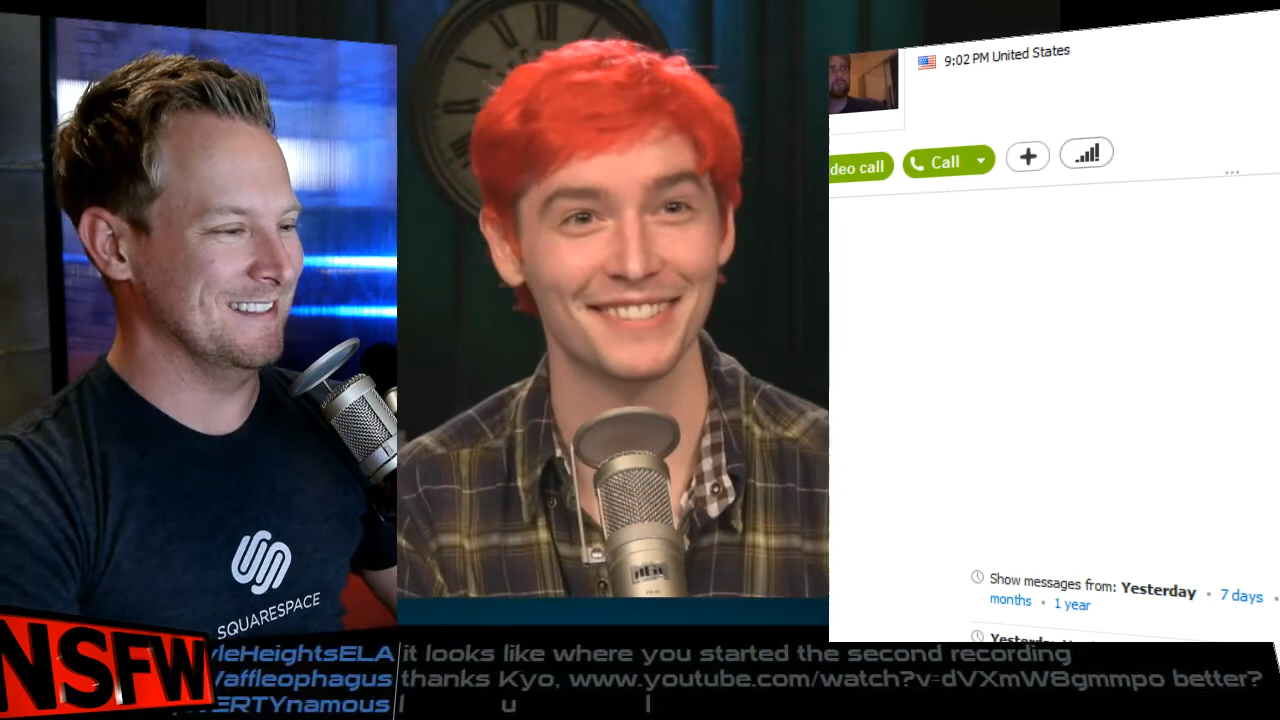 9:02 PM United States
deo call
Call
Show messages from: Yesterday • 7 days •
months • 1 year
Yesterday
SQUARESPACE
NSFW
yleHeightsELA it looks like where you started the second recording
Vaffleophagus thanks Kyo, www.youtube.com/watch?v=dVXmW8gmmpo better?
ERTYnamous l u l